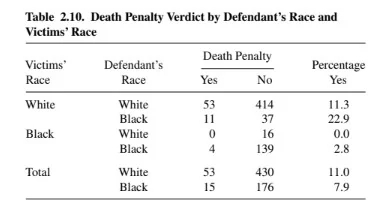 Table 2.10. Death Penalty Verdict by Defendant's Race and
Victims' Race
Death Penalty
Victims' Defendant's Percentage
Race Race Yes No Yes
White White 53 414 11.3
Black 11 37 22.9
Black White 0 16 0.0
Black 4 139 2.8
Total White 53 430 11.0
Black 15 176 7.9